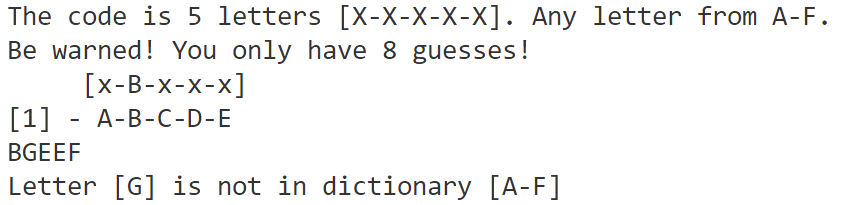 The code is 5 letters [X-X-X-X-X]. Any letter from A-F.
Be warned! You only have 8 guesses!
[x-B-x-x-x]
[1] - A-B-C-D-E
BGEEF
Letter [G] is not in dictionary [A-F]